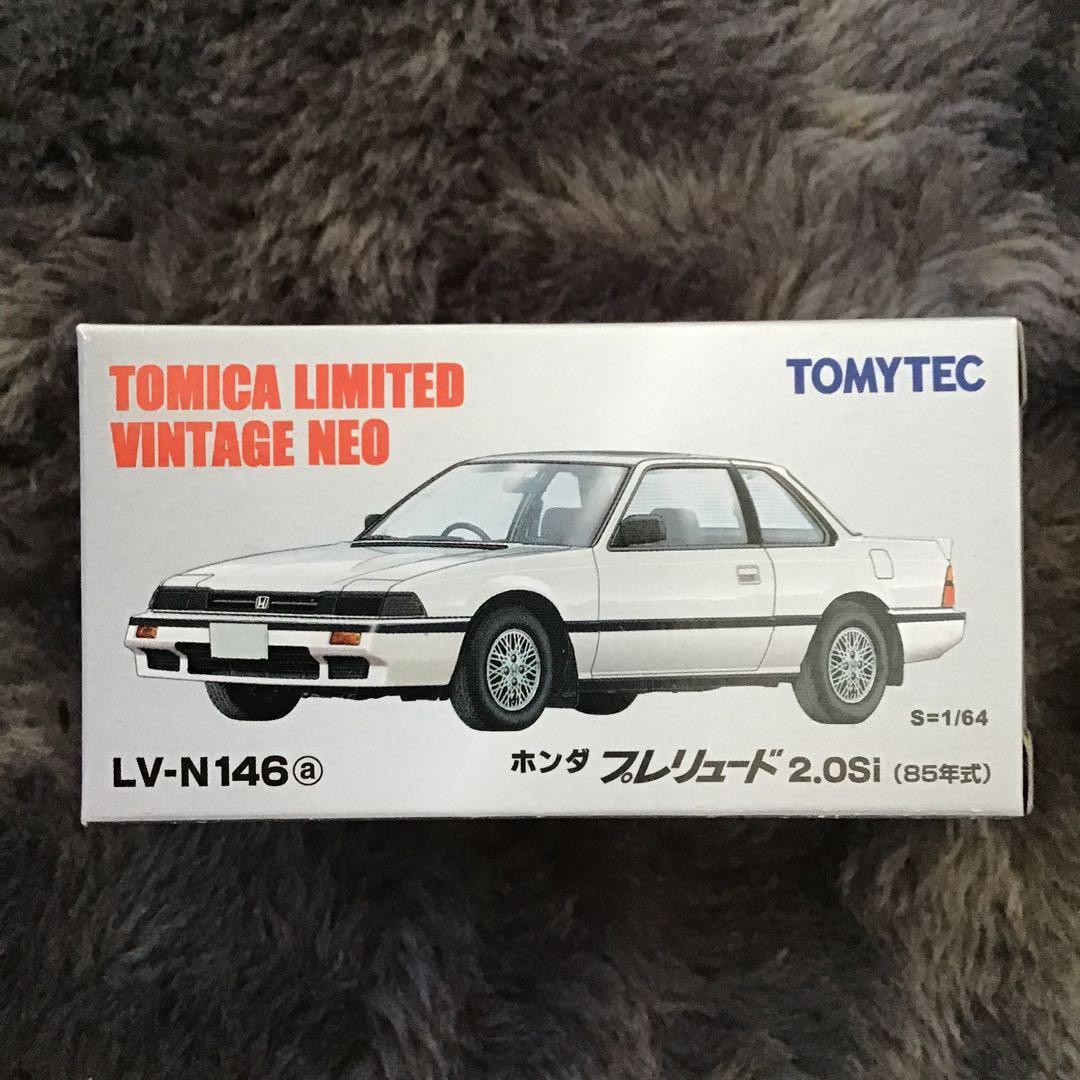 TOMICA LIMITED
VINTAGE NEO
TOMYTEC
S=1/64
LV-N146ⓐ
ホンダ プレリュード 2.0Si (85年式)